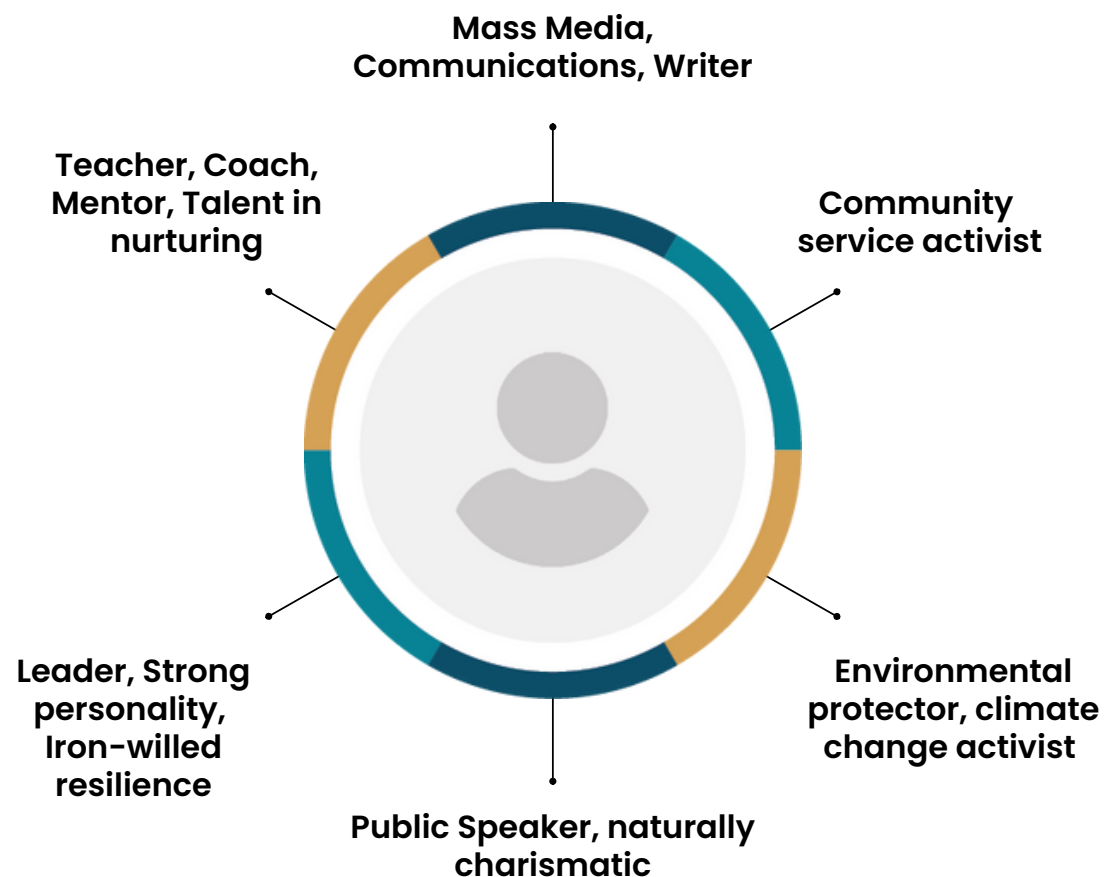 Mass Media,
Communications, Writer
Teacher, Coach,
Mentor, Talent in
nurturing
Community
service activist
Leader, Strong
personality,
Iron-willed
resilience
Environmental
protector, climate
change activist
Public Speaker, naturally
charismatic